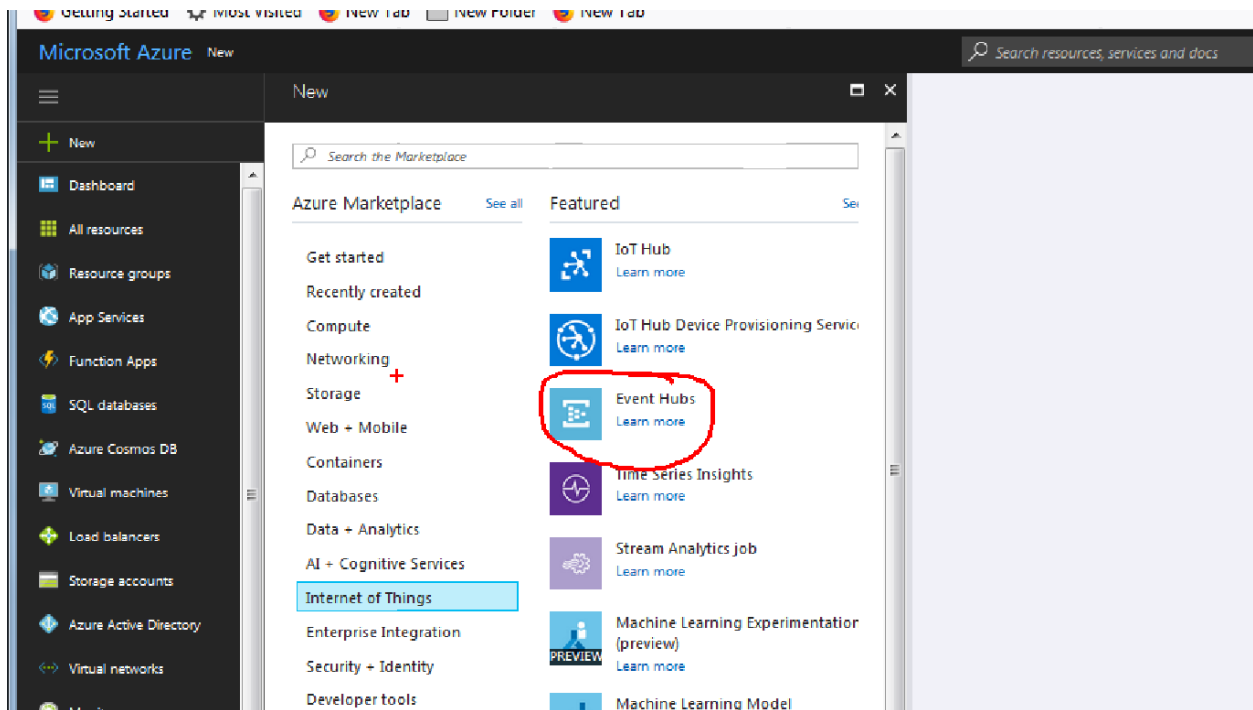 Getting Started Most Visited New Tab New Folder New Tab
Microsoft Azure New
Search resources, services and docs
New
New
Search the Marketplace
Dashboard
All resources
Resource groups
App Services
Function Apps
SQL databases
Azure Cosmos DB
Virtual machines
Load balancers
Storage accounts
Azure Active Directory
Virtual networks
Azure Marketplace See all
Get started
Recently created
Compute
Networking
Storage
Web + Mobile
Containers
Databases
Data + Analytics
AI + Cognitive Services
Internet of Things
Enterprise Integration
Security + Identity
Developer tools
Featured
IoT Hub
Learn more
IoT Hub Device Provisioning Servic
Learn more
Event Hubs
Learn more
Time Series Insights
Learn more
Stream Analytics job
Learn more
Machine Learning Experimentation
(preview)
PREVIEW
Learn more
Machine Learning Model